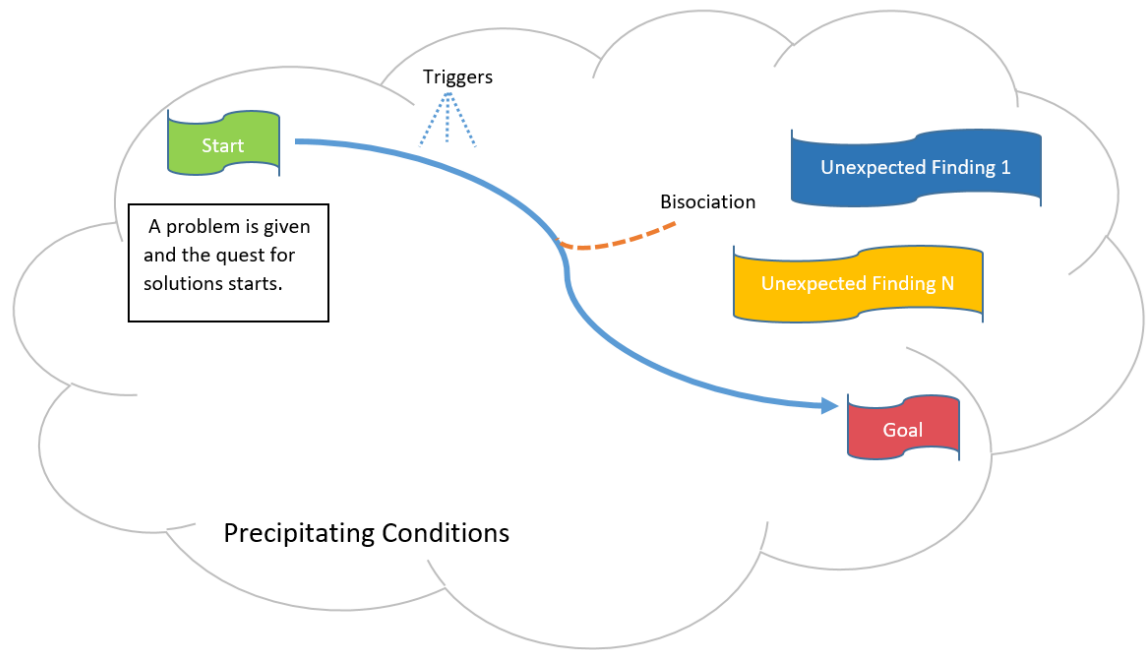 Triggers
Start
Unexpected Finding 1
Bisociation
A problem is given
and the quest for
solutions starts.
Unexpected Finding N
Goal
Precipitating Conditions